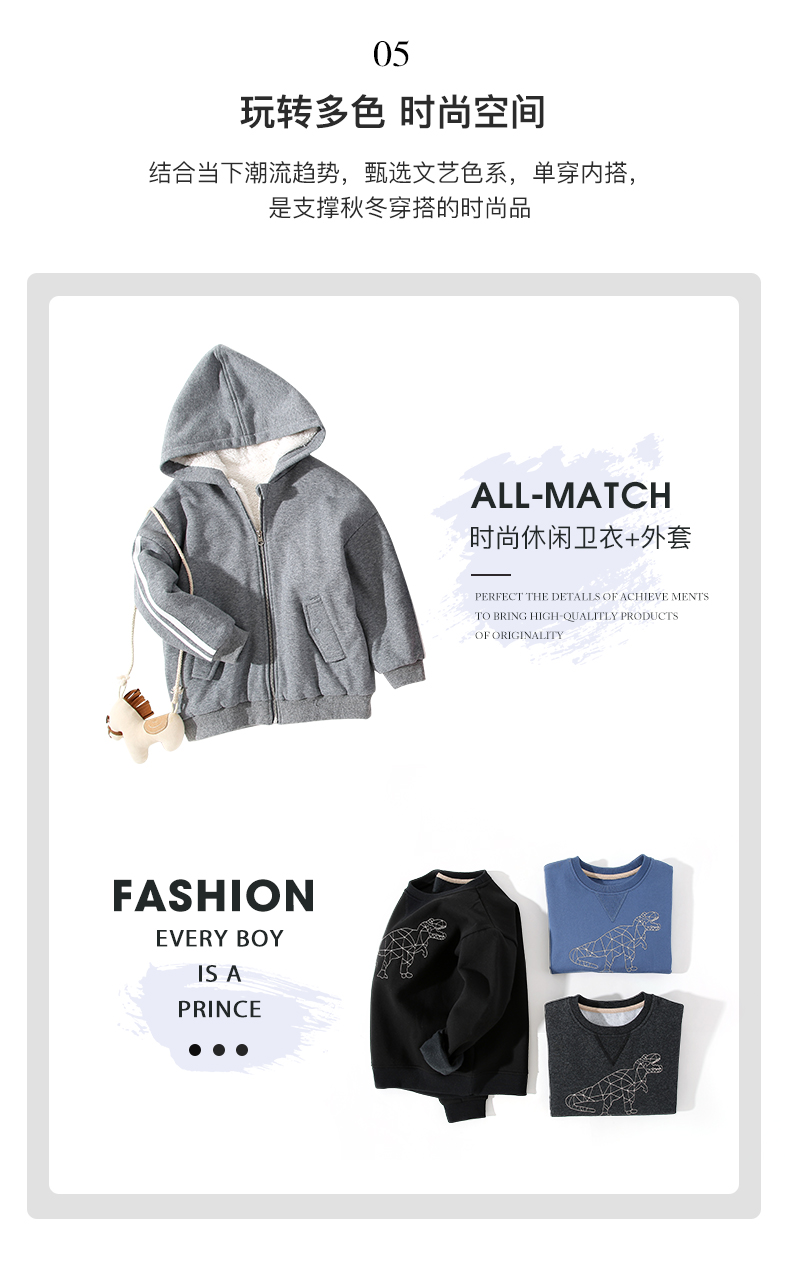 05
玩转多色 时尚空间
结合当下潮流趋势，甄选文艺色系，单穿内搭，
是支撑秋冬穿搭的时尚品
ALL-MATCH
时尚休闲卫衣+外套
PERFECT THE DETALLS OF ACHIEVE MENTS
TO BRING HIGH-QUALITLY PRODUCTS
OF ORIGINALITY
FASHION
EVERY BOY
IS A
PRINCE